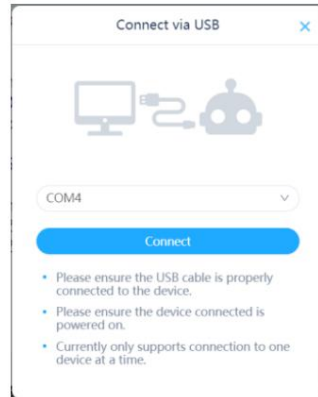 Connect via USB
COM4
Connect
Please ensure the USB cable is properly
connected to the device.
Please ensure the device connected is
powered on.
Currently only supports connection to one
device at a time.